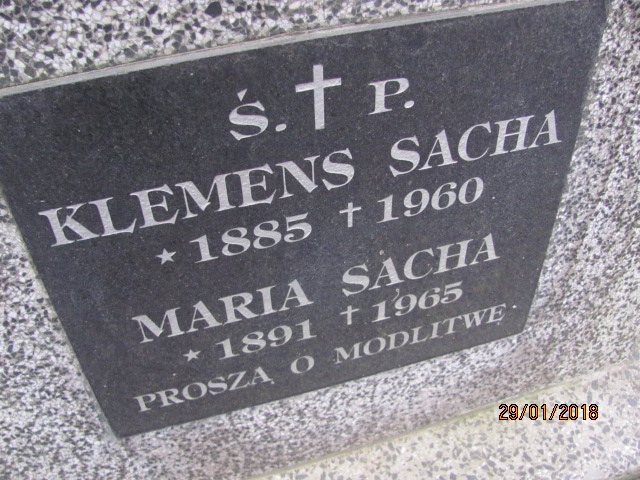 Ś. † P.
KLEMENS SACHA
* 1885 † 1960
MARIA SACHA
* 1891 † 1965
PROSZĄ O MODLITWĘ
29/01/2018